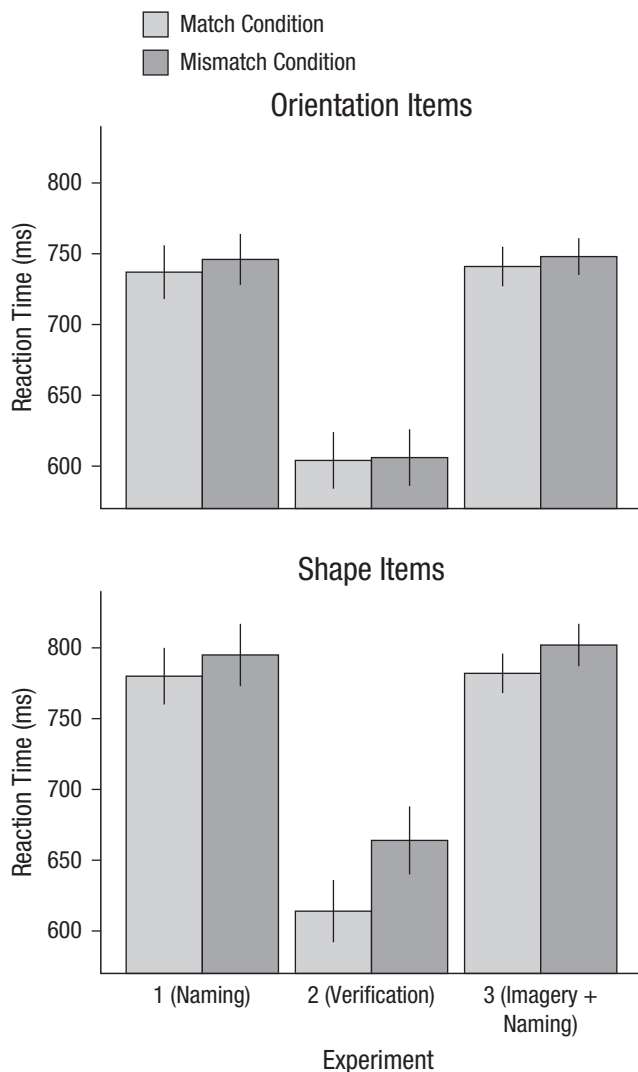 Match Condition
Mismatch Condition
Orientation Items
Reaction Time (ms)
800
750
700
650
600
Shape Items
Reaction Time (ms)
800
750
700
650
600
1 (Naming)
2 (Verification)
3 (Imagery +
Naming)
Experiment